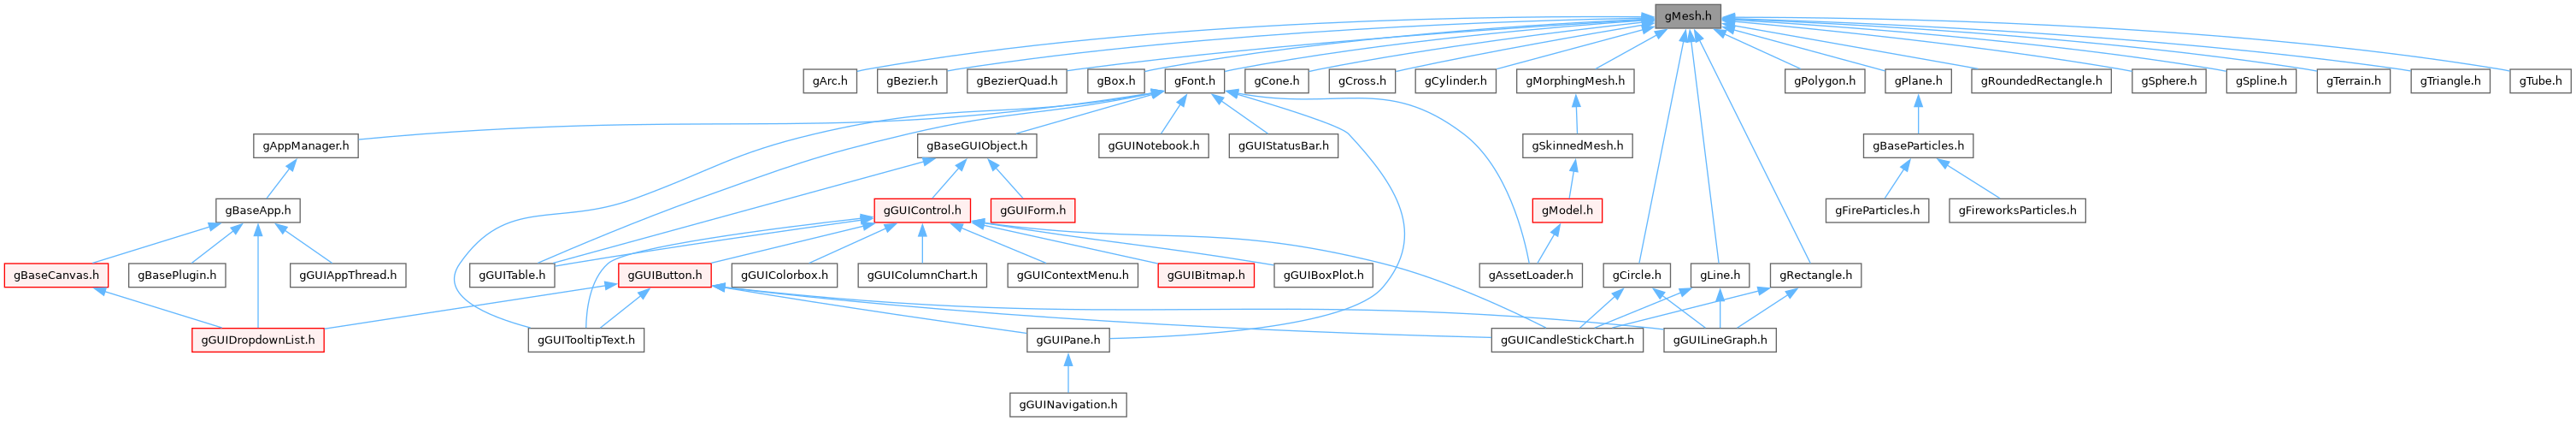 gMesh.h
gArc.h
gBezier.h
gBezierQuad.h
gBox.h
gFont.h
gCone.h
gCross.h
gCylinder.h
gMorphingMesh.h
gPolygon.h
gPlane.h
gRoundedRectangle.h
gSphere.h
gSpline.h
gTerrain.h
gTriangle.h
gTube.h
gAppManager.h
gBaseGUIObject.h
gGUINotebook.h
gGUIStatusBar.h
gSkinnedMesh.h
gBaseParticles.h
gBaseApp.h
gGUIControl.h
gGUIForm.h
gModel.h
gFireParticles.h
gFireworksParticles.h
gBaseCanvas.h
gBasePlugin.h
gGUIAppThread.h
gGUITable.h
gGUIButton.h
gGUIColorbox.h
gGUIColumnChart.h
gGUIContextMenu.h
gGUIBitmap.h
gGUIBoxPlot.h
gAssetLoader.h
gCircle.h
gLine.h
gRectangle.h
gGUIDropdownList.h
gGUITooltipText.h
gGUIPane.h
gGUICandleStickChart.h
gGUILineGraph.h
gGUINavigation.h